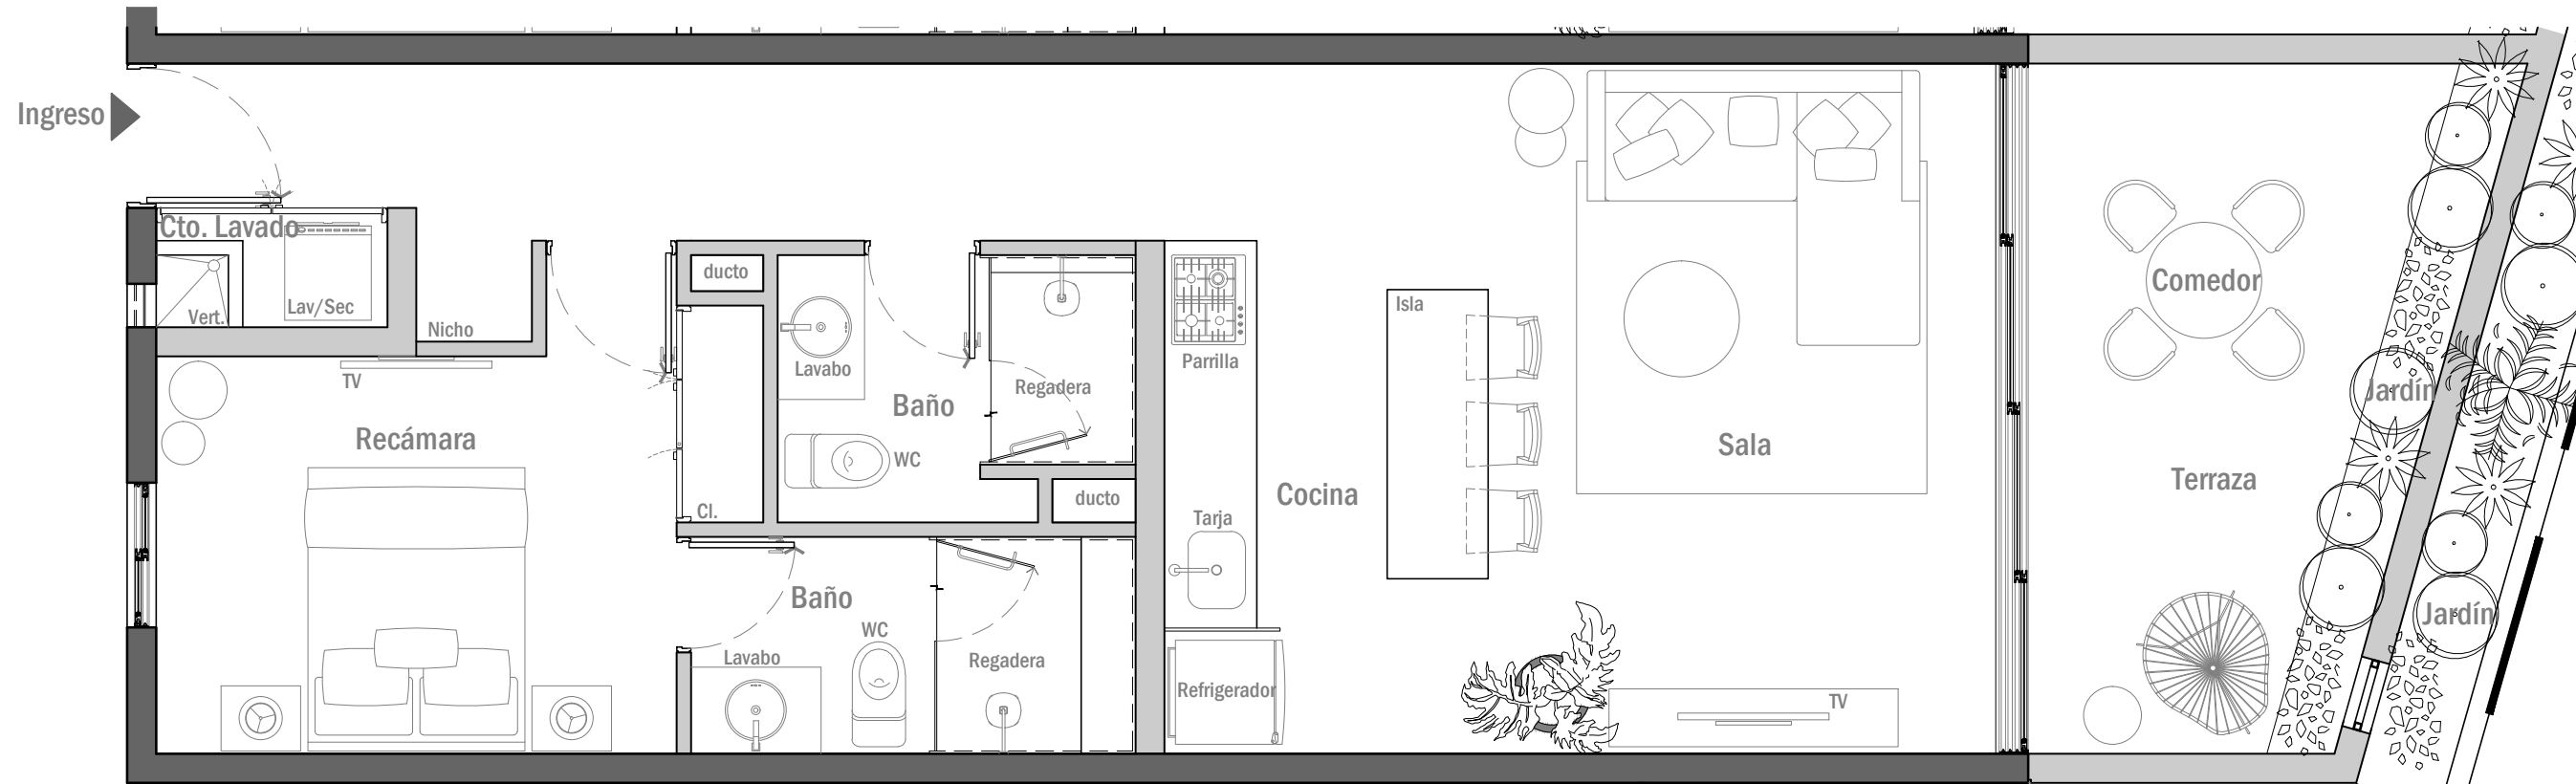 Ingreso
Cto. Lavado
Vert.
Lav/Sec
Nicho
TV
Recámara
ducto
Cl.
Lavabo
Baño
WC
Regadera
ducto
Baño
WC
Lavabo
Regadera
Parrilla
Tarja
Refrigerador
Cocina
Isla
Sala
TV
Comedor
Terraza
Jardín
Jardín